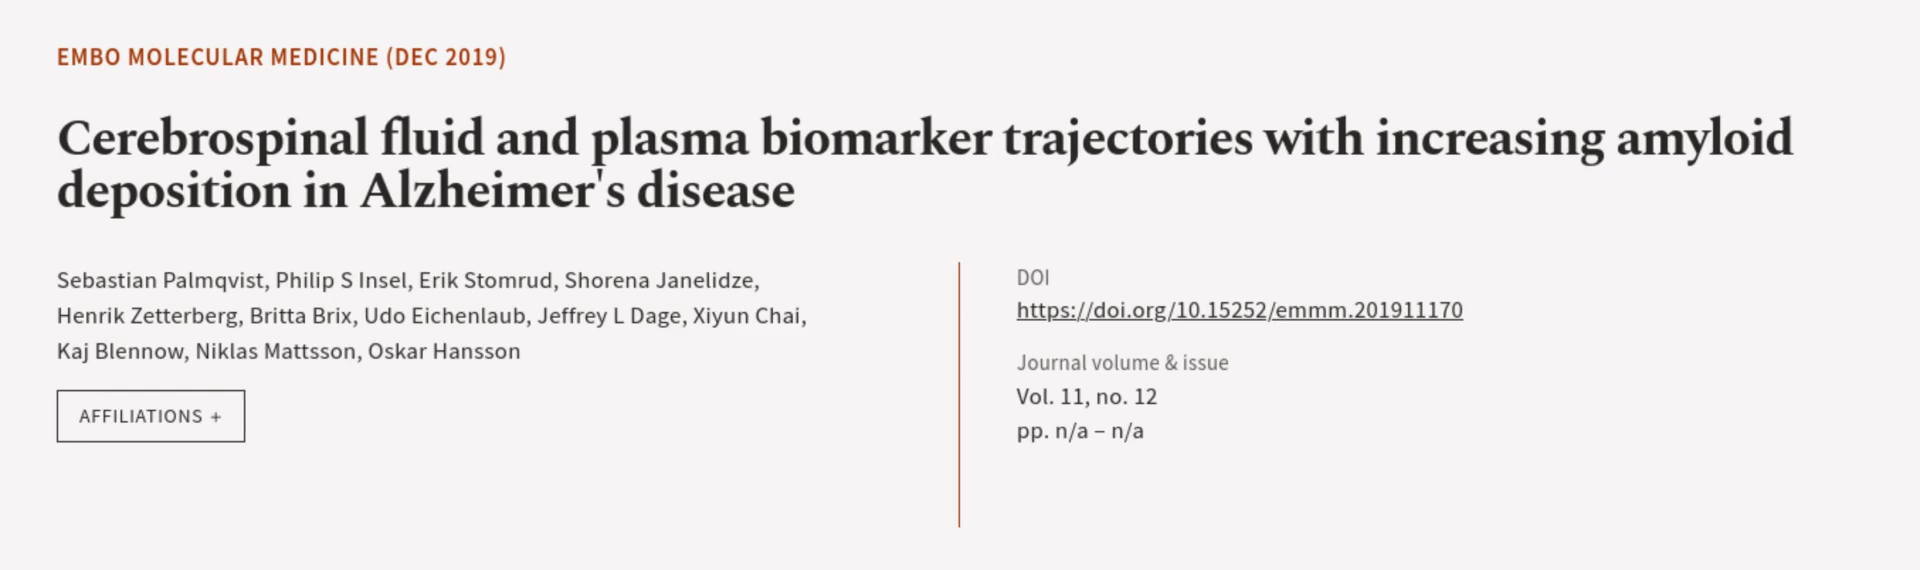 EMBO MOLECULAR MEDICINE (DEC 2019)
Cerebrospinal fluid and plasma biomarker trajectories with increasing amyloid
deposition in Alzheimer's disease
Sebastian Palmqvist, Philip S Insel, Erik Stomrud, Shorena Janelidze,
Henrik Zetterberg, Britta Brix, Udo Eichenlaub, Jeffrey L Dage, Xiyun Chai,
Kaj Blennow, Niklas Mattsson, Oskar Hansson
AFFILIATIONS +
DOI
https://doi.org/10.15252/emmm.201911170
Journal volume & issue
Vol. 11, no. 12
pp. n/a – n/a